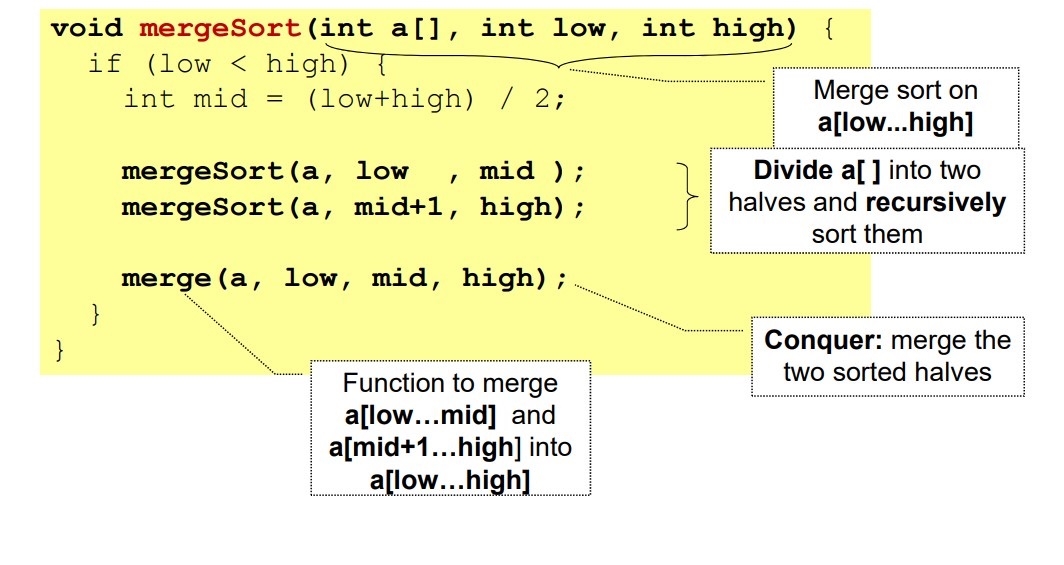 void mergeSort(int a[], int low, int high) {
if (low < high) {
int mid = (low+high) / 2;
Merge sort on
a[low...high]
mergeSort(a, low , mid );
mergeSort(a, mid+1, high);
Divide a[ ] into two
halves and recursively
sort them
merge(a, low, mid, high);
}
}
Conquer: merge the
two sorted halves
Function to merge
a[low…mid] and
a[mid+1…high] into
a[low…high]